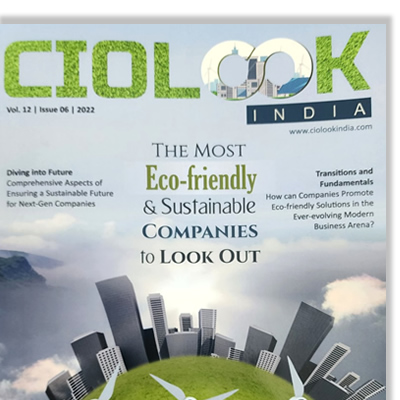 CIOLOOK
INDIA
Vol. 12 | Issue 06 | 2022
www.ciolookindia.com
The Most
Eco-friendly
& Sustainable
Companies
to Look Out
Diving into Future
Comprehensive Aspects of
Ensuring a Sustainable Future
for Next-Gen Companies
Transitions and
Fundamentals
How can Companies Promote
Eco-friendly Solutions in the
Ever-evolving Modern
Business Arena?